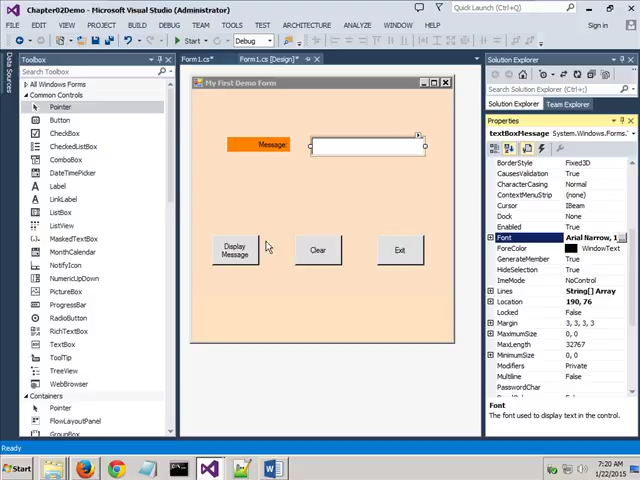 Chapter02Demo - Microsoft Visual Studio (Administrator)
Quick Launch (Ctrl+Q)
FILE EDIT VIEW PROJECT BUILD DEBUG TEAM TOOLS TEST ARCHITECTURE ANALYZE WINDOW HELP Sign in
Start Debug
Data Sources
Toolbox
Search Toolbox
All Windows Forms
Common Controls
Pointer
Button
CheckBox
CheckedListBox
ComboBox
DateTimePicker
Label
LinkLabel
ListBox
ListView
MaskedTextBox
MonthCalendar
NotifyIcon
NumericUpDown
PictureBox
ProgressBar
RadioButton
RichTextBox
TextBox
ToolTip
TreeView
WebBrowser
Containers
Pointer
FlowLayoutPanel
GroupBox
Form1.cs* Form1.cs [Design]*
My First Demo Form
Message:
Display
Message
Clear
Exit
Solution Explorer
Search Solution Explorer (Ctrl+;)
Solution Explorer Team Explorer
Properties
textBoxMessage System.Windows.Forms.
BorderStyle Fixed3D
CausesValidation True
CharacterCasing Normal
ContextMenuStrip (none)
Cursor IBeam
Dock None
Enabled True
Font Arial Narrow, 1
ForeColor WindowText
GenerateMember True
HideSelection True
ImeMode NoControl
Lines String[] Array
Location 190, 76
Locked False
Margin 3, 3, 3, 3
MaximumSize 0, 0
MaxLength 32767
MinimumSize 0, 0
Modifiers Private
Multiline False
PasswordChar
Font
The font used to display text in the control.
Ready
Start
7:20 AM
1/22/2015